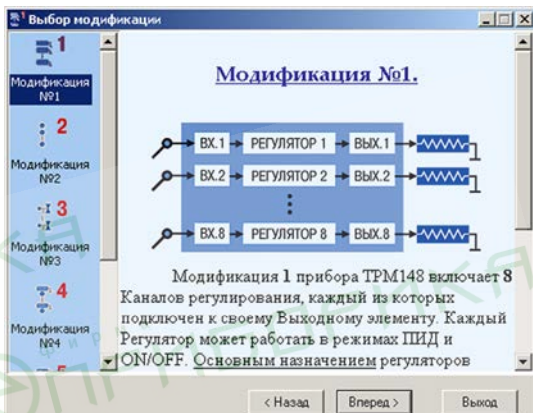 Выбор модификации
1
Модификация
№1
2
Модификация
№2
3
Модификация
№3
4
Модификация
№4
5
Модификация №1.
ВХ.1 РЕГУЛЯТОР 1 ВЫХ.1
ВХ.2 РЕГУЛЯТОР 2 ВЫХ.2
ВХ.8 РЕГУЛЯТОР 8 ВЫХ.8
Модификация 1 прибора ТРМ148 включает 8
Каналов регулирования, каждый из которых
подключен к своему Выходному элементу. Каждый
Регулятор может работать в режимах ПИД и
ON/OFF. Основным назначением регуляторов
< Назад Вперед > Выход